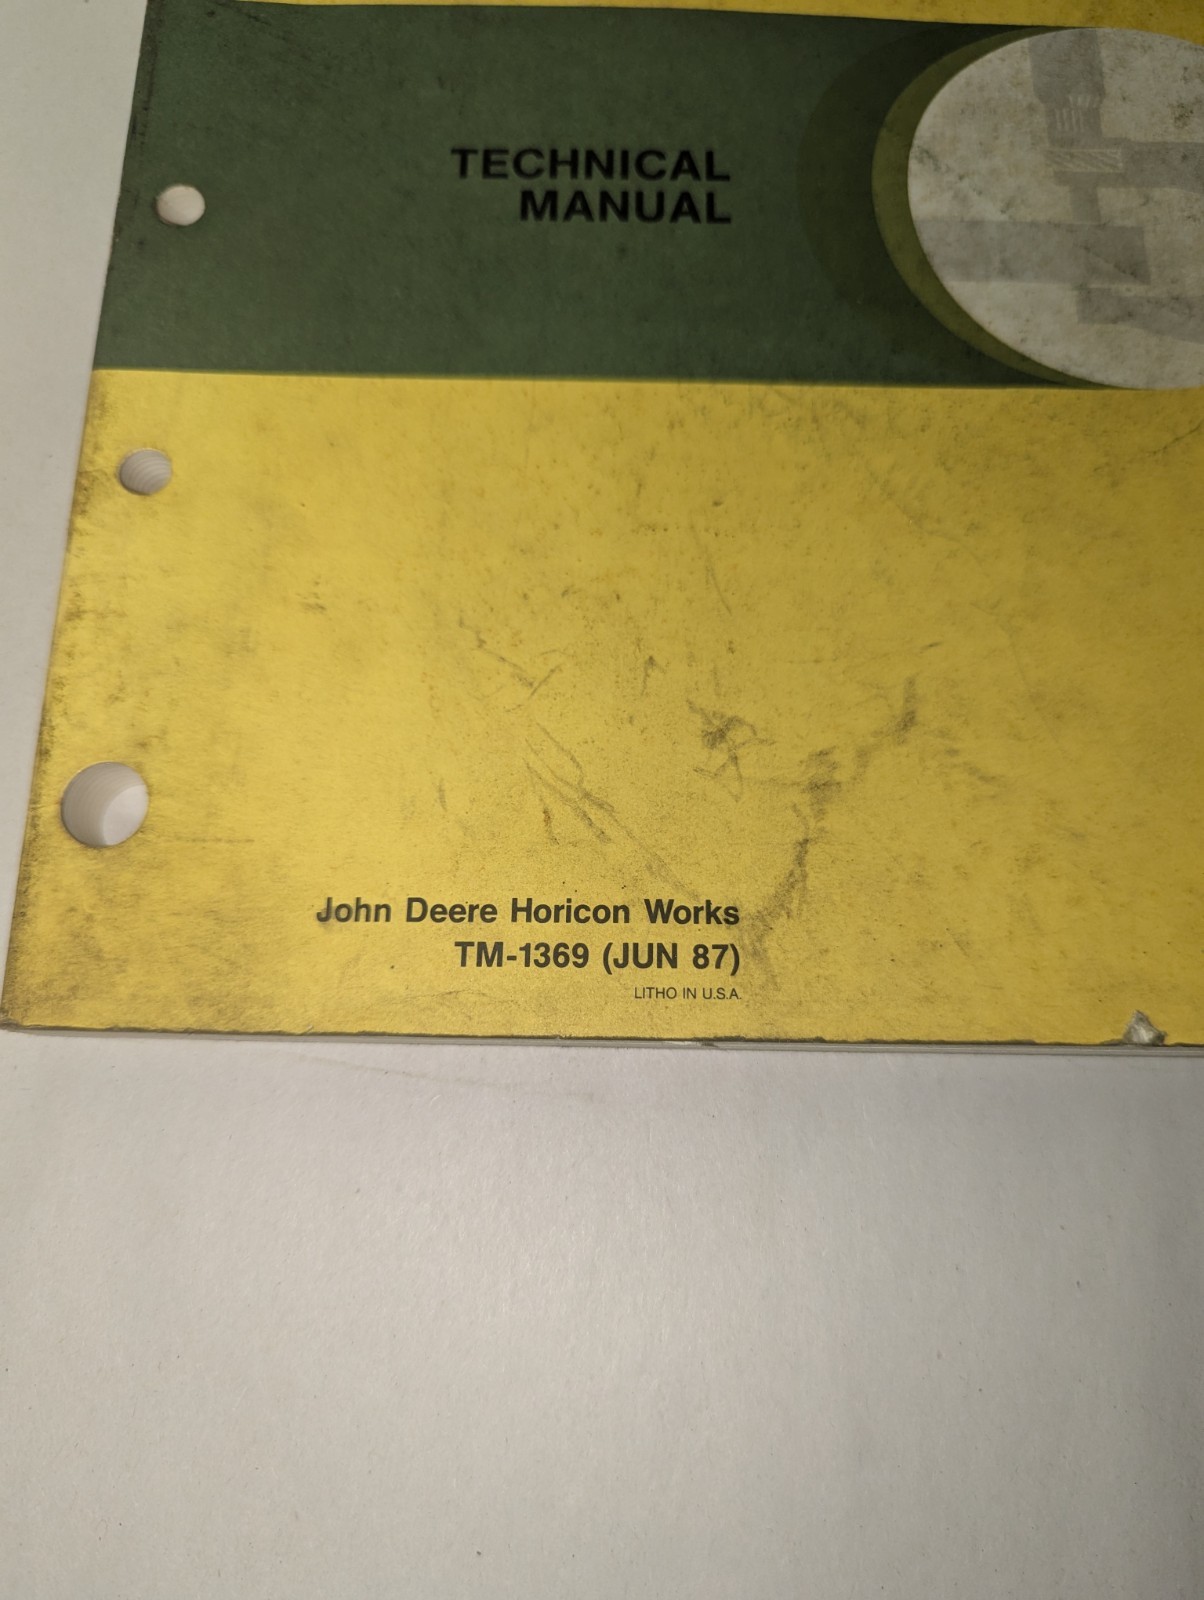 TECHNICAL
MANUAL
John Deere Horicon Works
TM-1369 (JUN 87)
LITHO IN U.S.A.